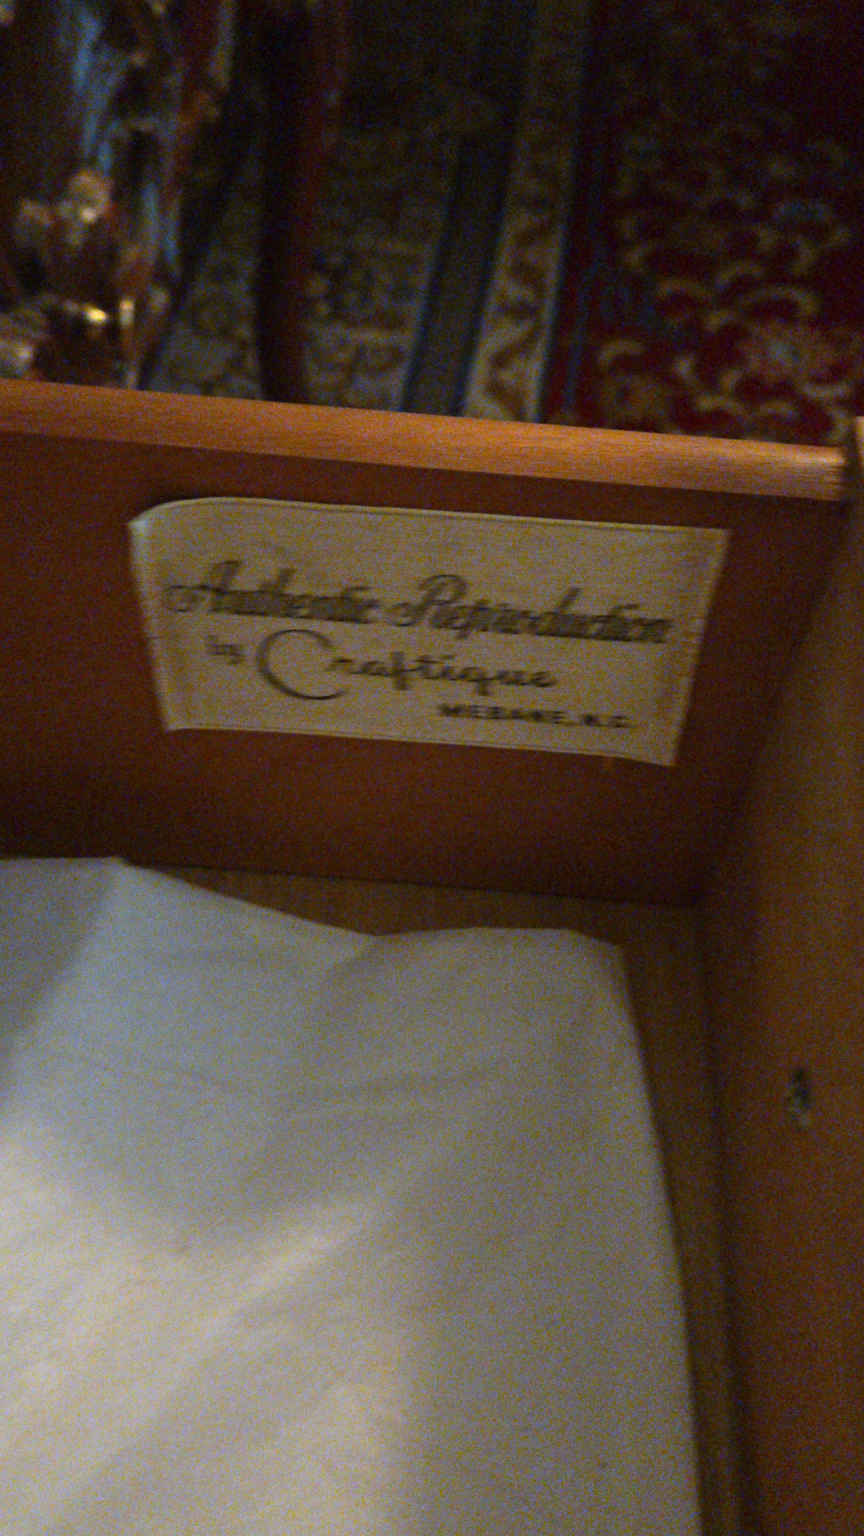 Authentic Reproduction
by Craftique
MEBANE, N.C.